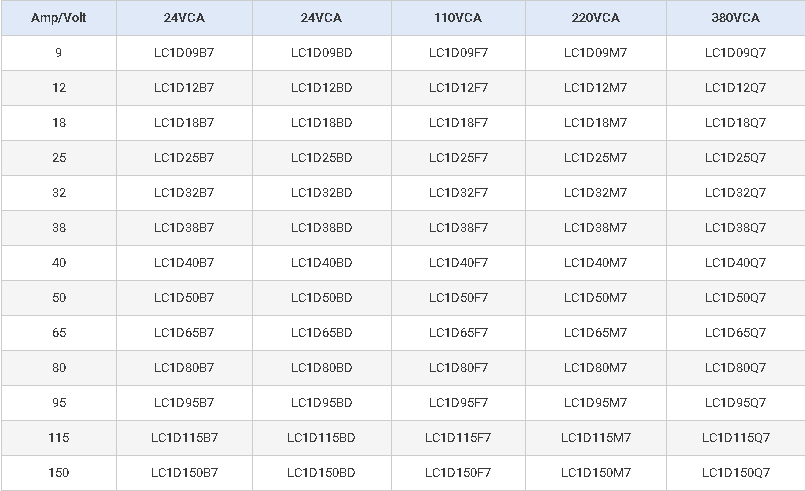 Amp/Volt 24VCA 24VCA 110VCA 220VCA 380VCA
9 LC1D09B7 LC1D09BD LC1D09F7 LC1D09M7 LC1D09Q7
12 LC1D12B7 LC1D12BD LC1D12F7 LC1D12M7 LC1D12Q7
18 LC1D18B7 LC1D18BD LC1D18F7 LC1D18M7 LC1D18Q7
25 LC1D25B7 LC1D25BD LC1D25F7 LC1D25M7 LC1D25Q7
32 LC1D32B7 LC1D32BD LC1D32F7 LC1D32M7 LC1D32Q7
38 LC1D38B7 LC1D38BD LC1D38F7 LC1D38M7 LC1D38Q7
40 LC1D40B7 LC1D40BD LC1D40F7 LC1D40M7 LC1D40Q7
50 LC1D50B7 LC1D50BD LC1D50F7 LC1D50M7 LC1D50Q7
65 LC1D65B7 LC1D65BD LC1D65F7 LC1D65M7 LC1D65Q7
80 LC1D80B7 LC1D80BD LC1D80F7 LC1D80M7 LC1D80Q7
95 LC1D95B7 LC1D95BD LC1D95F7 LC1D95M7 LC1D95Q7
115 LC1D115B7 LC1D115BD LC1D115F7 LC1D115M7 LC1D115Q7
150 LC1D150B7 LC1D150BD LC1D150F7 LC1D150M7 LC1D150Q7